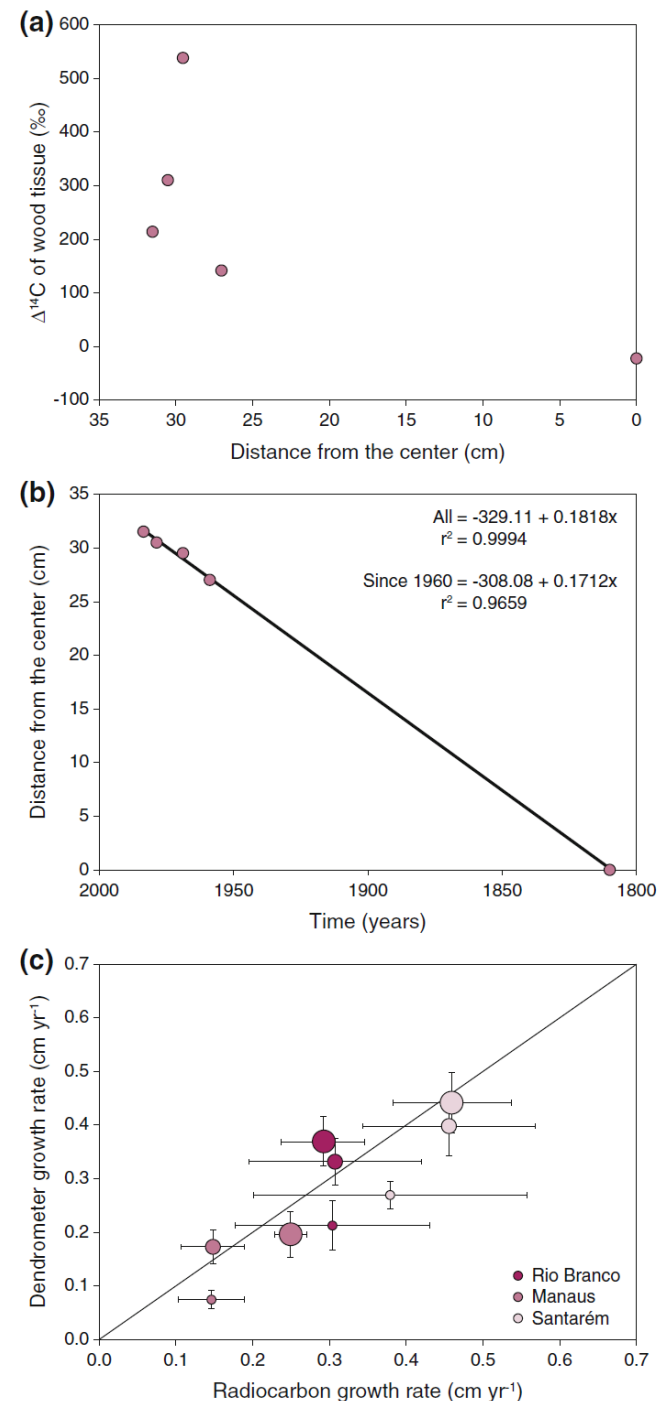 (a)
600
500
400
300
200
100
0
-100
Δ¹⁴C of wood tissue (‰)
35 30 25 20 15 10 5 0
Distance from the center (cm)
(b)
35
30
25
20
15
10
5
0
Distance from the center (cm)
All = -329.11 + 0.1818x
r² = 0.9994
Since 1960 = -308.08 + 0.1712x
r² = 0.9659
2000 1950 1900 1850 1800
Time (years)
(c)
0.7
0.6
0.5
0.4
0.3
0.2
0.1
0.0
Dendrometer growth rate (cm yr⁻¹)
Rio Branco
Manaus
Santarém
0.0 0.1 0.2 0.3 0.4 0.5 0.6 0.7
Radiocarbon growth rate (cm yr⁻¹)